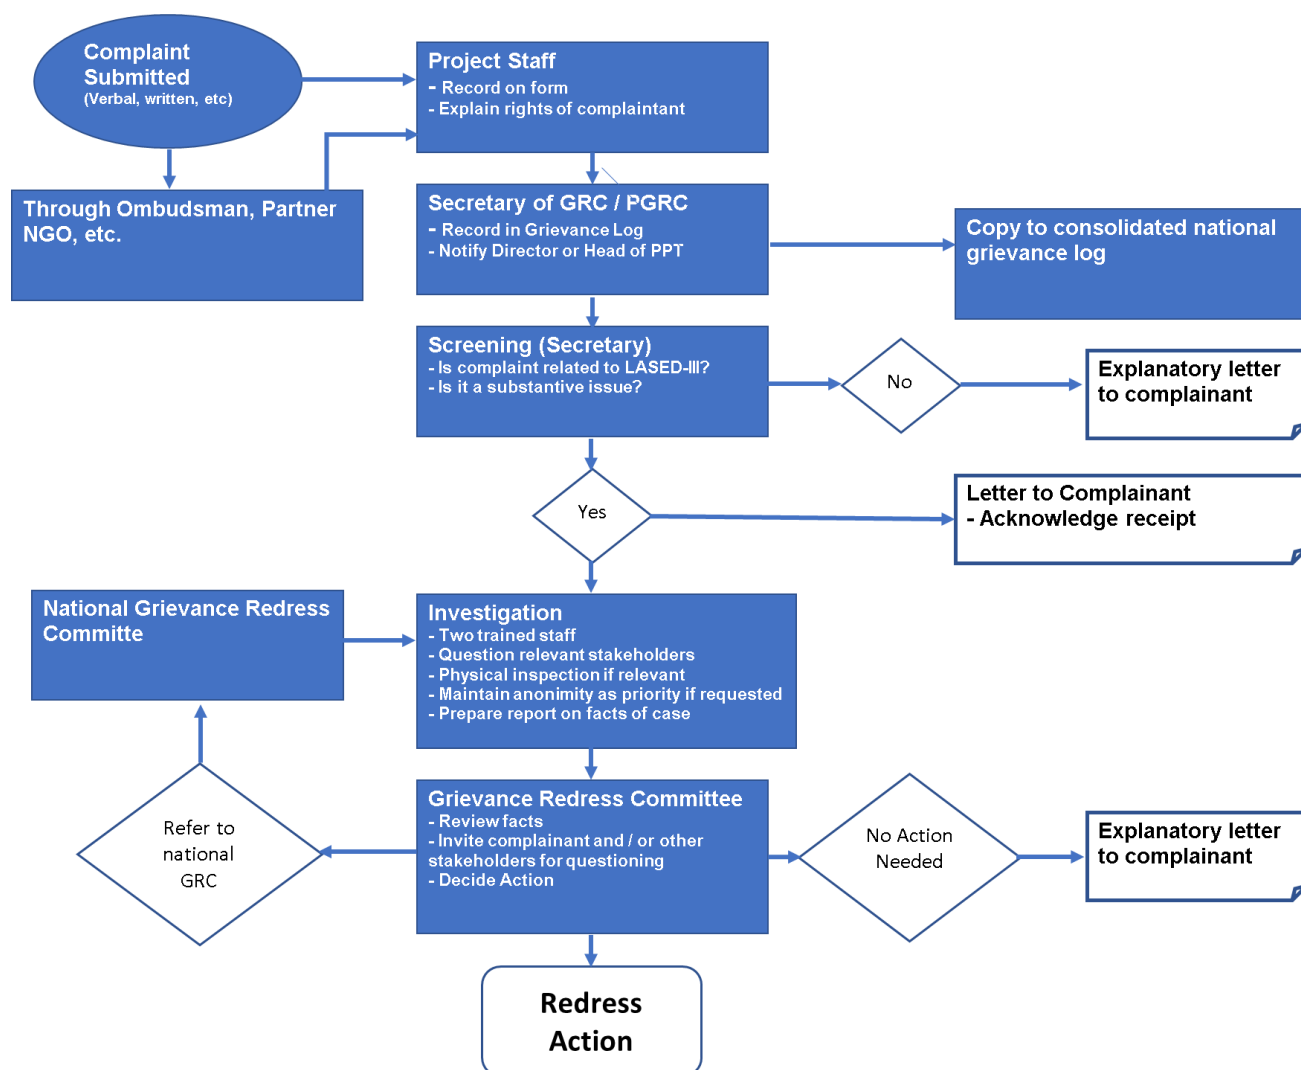 Complaint
Submitted
(Verbal, written, etc)
Project Staff
- Record on form
- Explain rights of complaintant
Through Ombudsman, Partner
NGO, etc.
Secretary of GRC / PGRC
- Record in Grievance Log
- Notify Director or Head of PPT
Copy to consolidated national
grievance log
Screening (Secretary)
- Is complaint related to LASED-III?
- Is it a substantive issue?
No
Explanatory letter
to complainant
Yes
Letter to Complainant
- Acknowledge receipt
National Grievance Redress
Committe
Investigation
- Two trained staff
- Question relevant stakeholders
- Physical inspection if relevant
- Maintain anonimity as priority if requested
- Prepare report on facts of case
Refer to
national
GRC
Grievance Redress Committee
- Review facts
- Invite complainant and / or other
stakeholders for questioning
- Decide Action
No Action
Needed
Explanatory letter
to complainant
Redress
Action